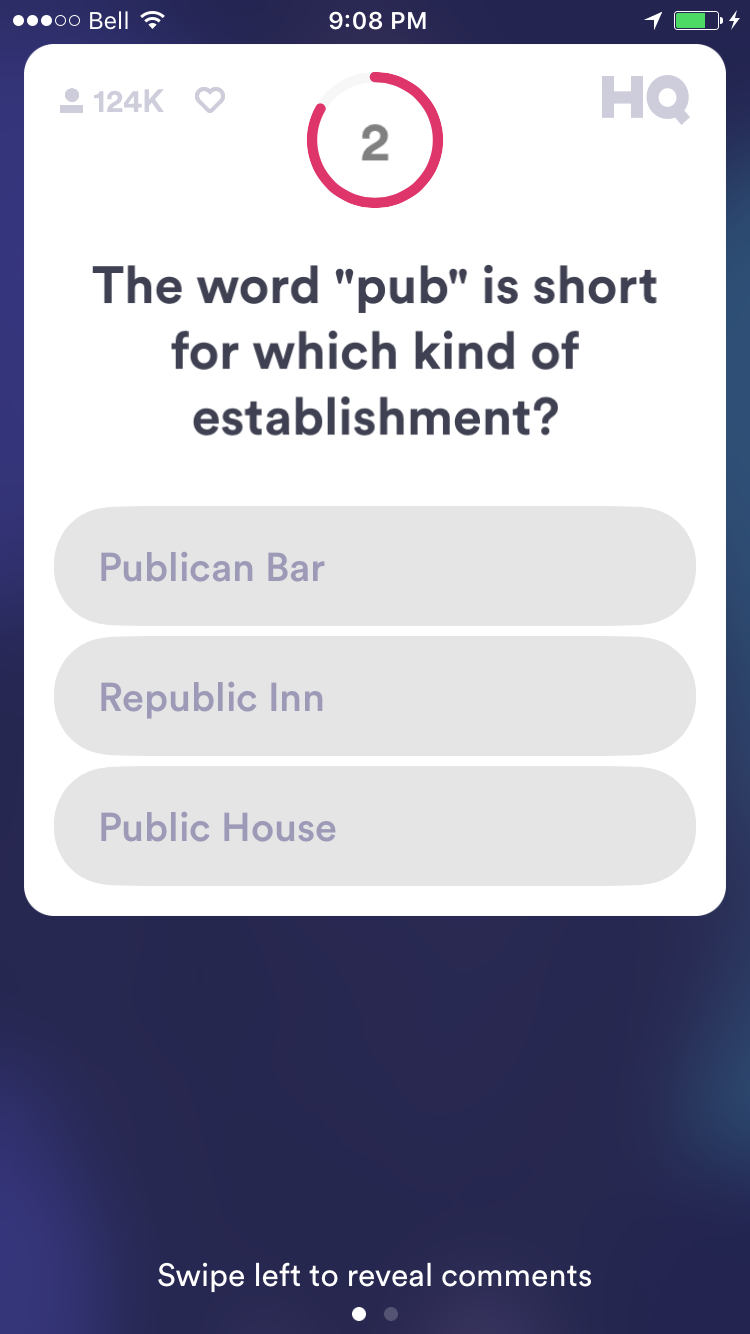 Bell 9:08 PM
124K
HQ
2
The word "pub" is short
for which kind of
establishment?
Publican Bar
Republic Inn
Public House
Swipe left to reveal comments